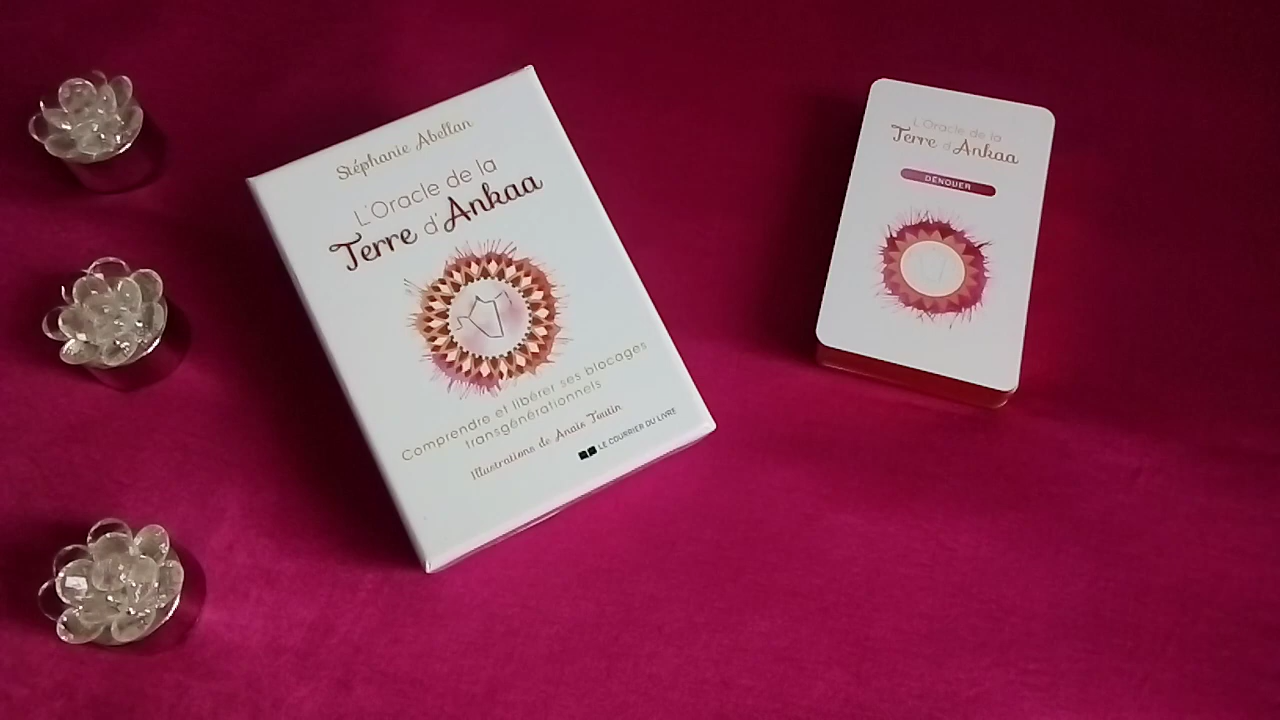 Stéphanie Abellan
L'Oracle de la
Terre d'Ankaa
Comprendre et libérer ses blocages
transgénérationnels
Illustrations de Anaïs Toutin
LE COURRIER DU LIVRE
L'Oracle de la
Terre d'Ankaa
DÉNOUER